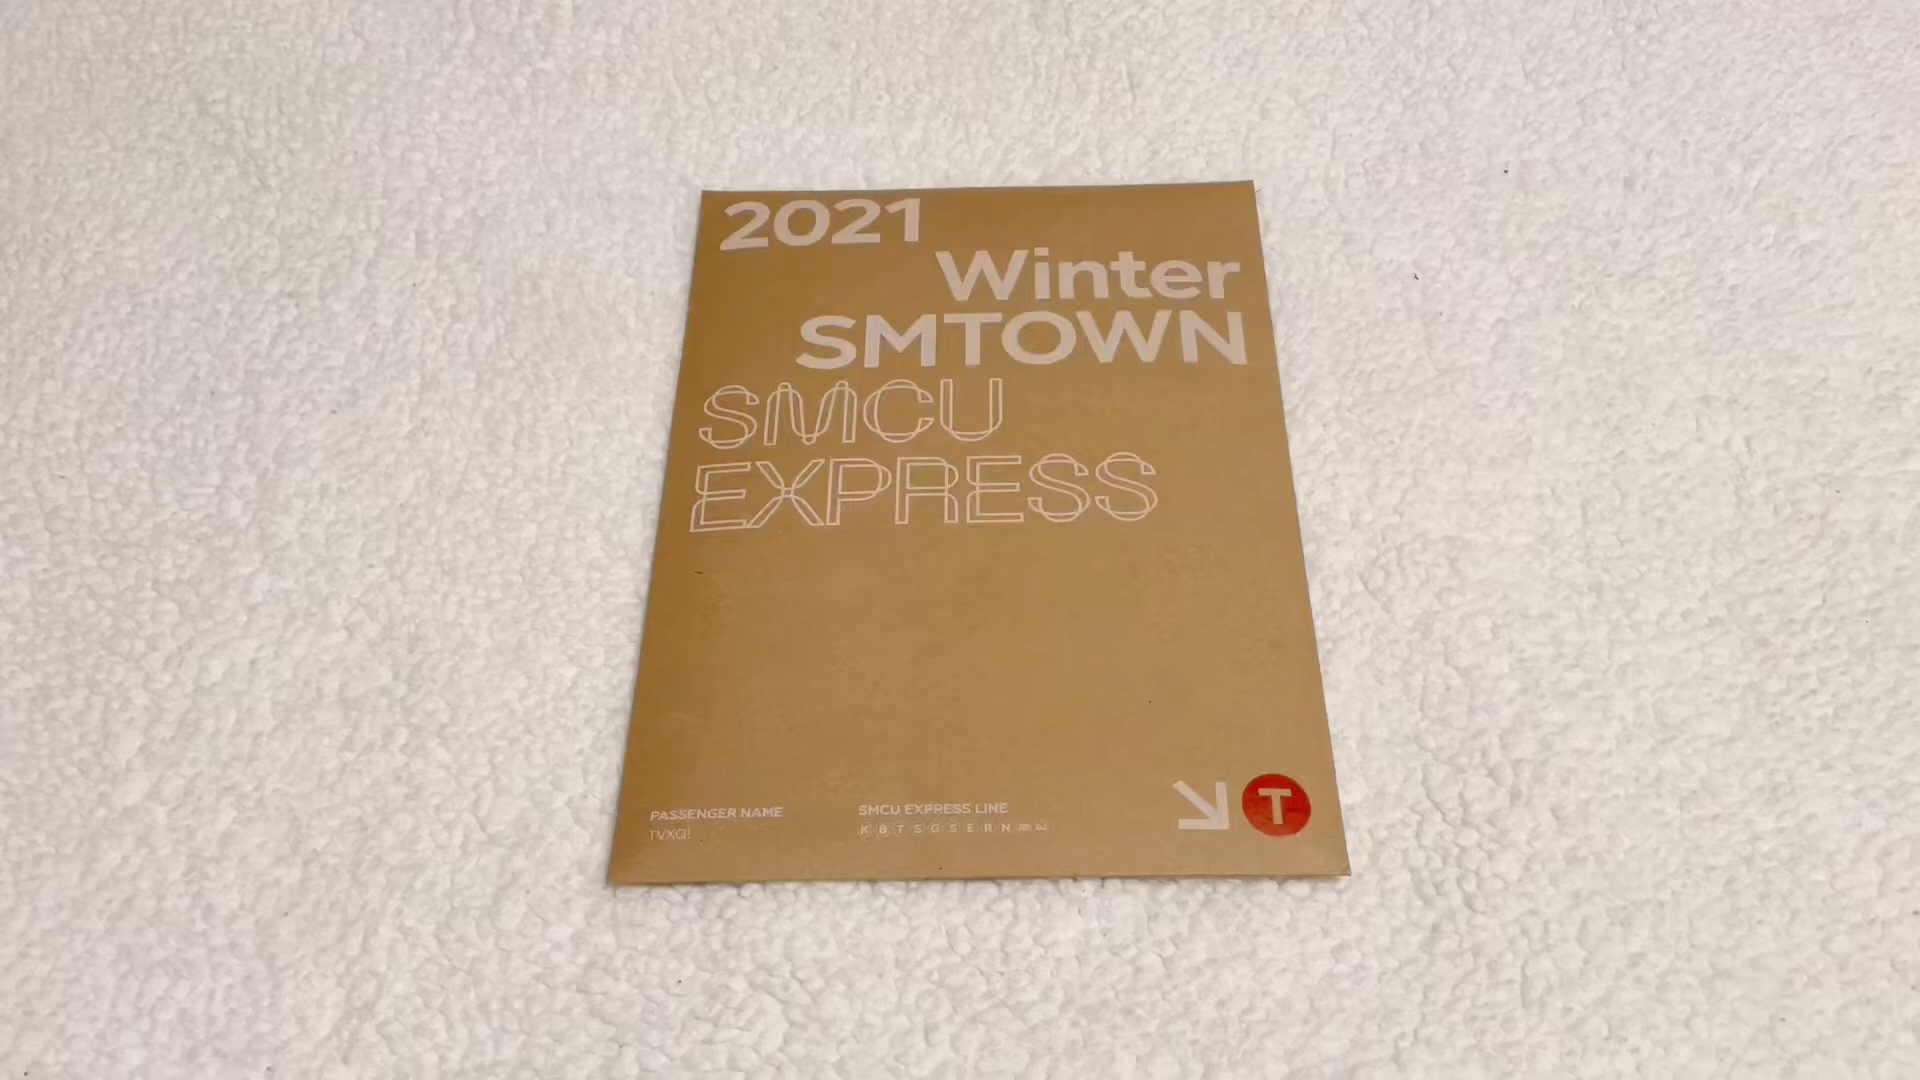 2021
Winter
SMTOWN
SMCU
EXPRESS
PASSENGER NAME
TVXQ!
SMCU EXPRESS LINE
K B T S G S E R N
T